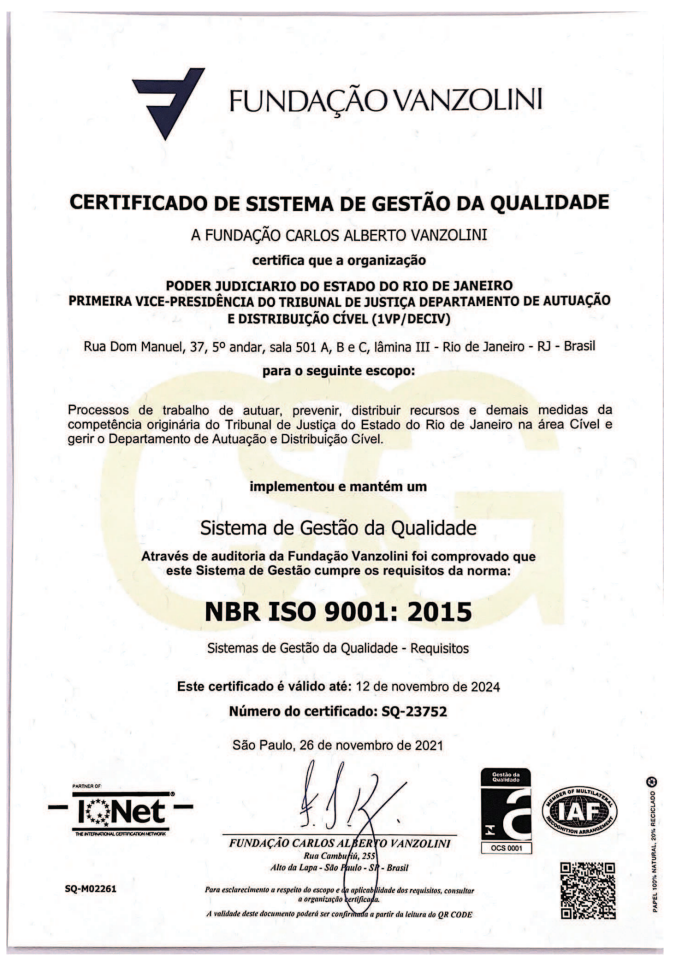 FUNDAÇÃO VANZOLINI
CERTIFICADO DE SISTEMA DE GESTÃO DA QUALIDADE
A FUNDAÇÃO CARLOS ALBERTO VANZOLINI
certifica que a organização
PODER JUDICIARIO DO ESTADO DO RIO DE JANEIRO
PRIMEIRA VICE-PRESIDÊNCIA DO TRIBUNAL DE JUSTIÇA DEPARTAMENTO DE AUTUAÇÃO
E DISTRIBUIÇÃO CÍVEL (1VP/DECIV)
Rua Dom Manuel, 37, 5º andar, sala 501 A, B e C, lâmina III - Rio de Janeiro - RJ - Brasil
para o seguinte escopo:
Processos de trabalho de autuar, prevenir, distribuir recursos e demais medidas da
competência originária do Tribunal de Justiça do Estado do Rio de Janeiro na área Cível e
gerir o Departamento de Autuação e Distribuição Cível.
implementou e mantém um
Sistema de Gestão da Qualidade
Através de auditoria da Fundação Vanzolini foi comprovado que
este Sistema de Gestão cumpre os requisitos da norma:
NBR ISO 9001: 2015
Sistemas de Gestão da Qualidade - Requisitos
Este certificado é válido até: 12 de novembro de 2024
Número do certificado: SQ-23752
São Paulo, 26 de novembro de 2021
PARTNER OF
IQNet
THE INTERNATIONAL CERTIFICATION NETWORK
SQ-M02261
FUNDAÇÃO CARLOS ALBERTO VANZOLINI
Rua Camburiú, 255
Alto da Lapa - São Paulo - SP - Brasil
Para esclarecimento a respeito do escopo e da aplicabilidade dos requisitos, consultar
a organização certificada.
A validade deste documento poderá ser confirmada a partir da leitura do QR CODE
Gestão da
Qualidade
OCS 0001
MEMBER OF MULTILATERAL
IAF
RECOGNITION ARRANGEMENT
PAPEL 100% NATURAL, 20% RECICLADO